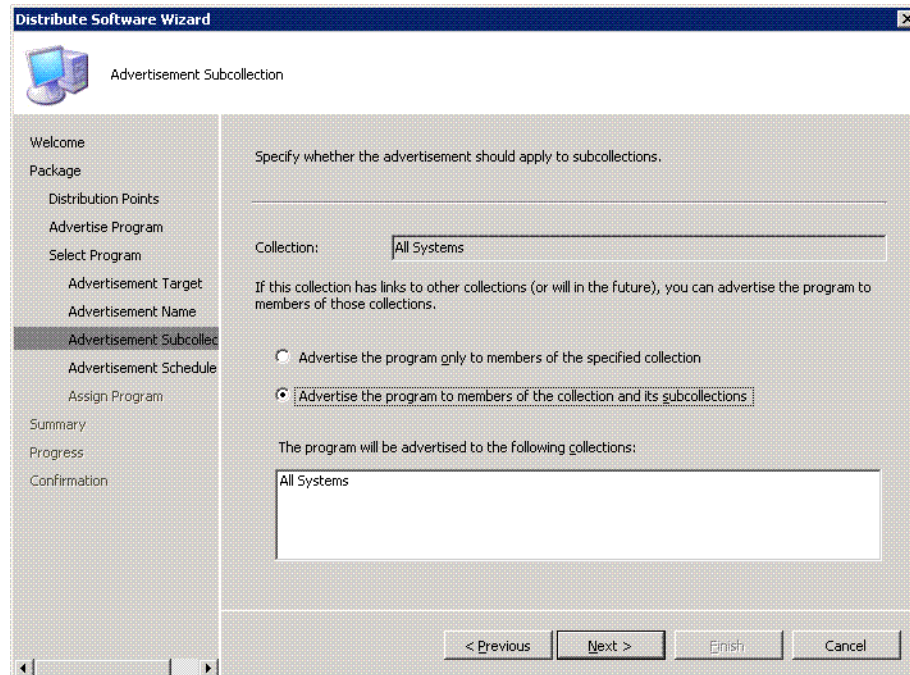 Distribute Software Wizard
Advertisement Subcollection
Welcome
Package
Distribution Points
Advertise Program
Select Program
Advertisement Target
Advertisement Name
Advertisement Subcollec
Advertisement Schedule
Assign Program
Summary
Progress
Confirmation
Specify whether the advertisement should apply to subcollections.
Collection:
All Systems
If this collection has links to other collections (or will in the future), you can advertise the program to
members of those collections.
Advertise the program only to members of the specified collection
Advertise the program to members of the collection and its subcollections
The program will be advertised to the following collections:
All Systems
< Previous
Next >
Finish
Cancel